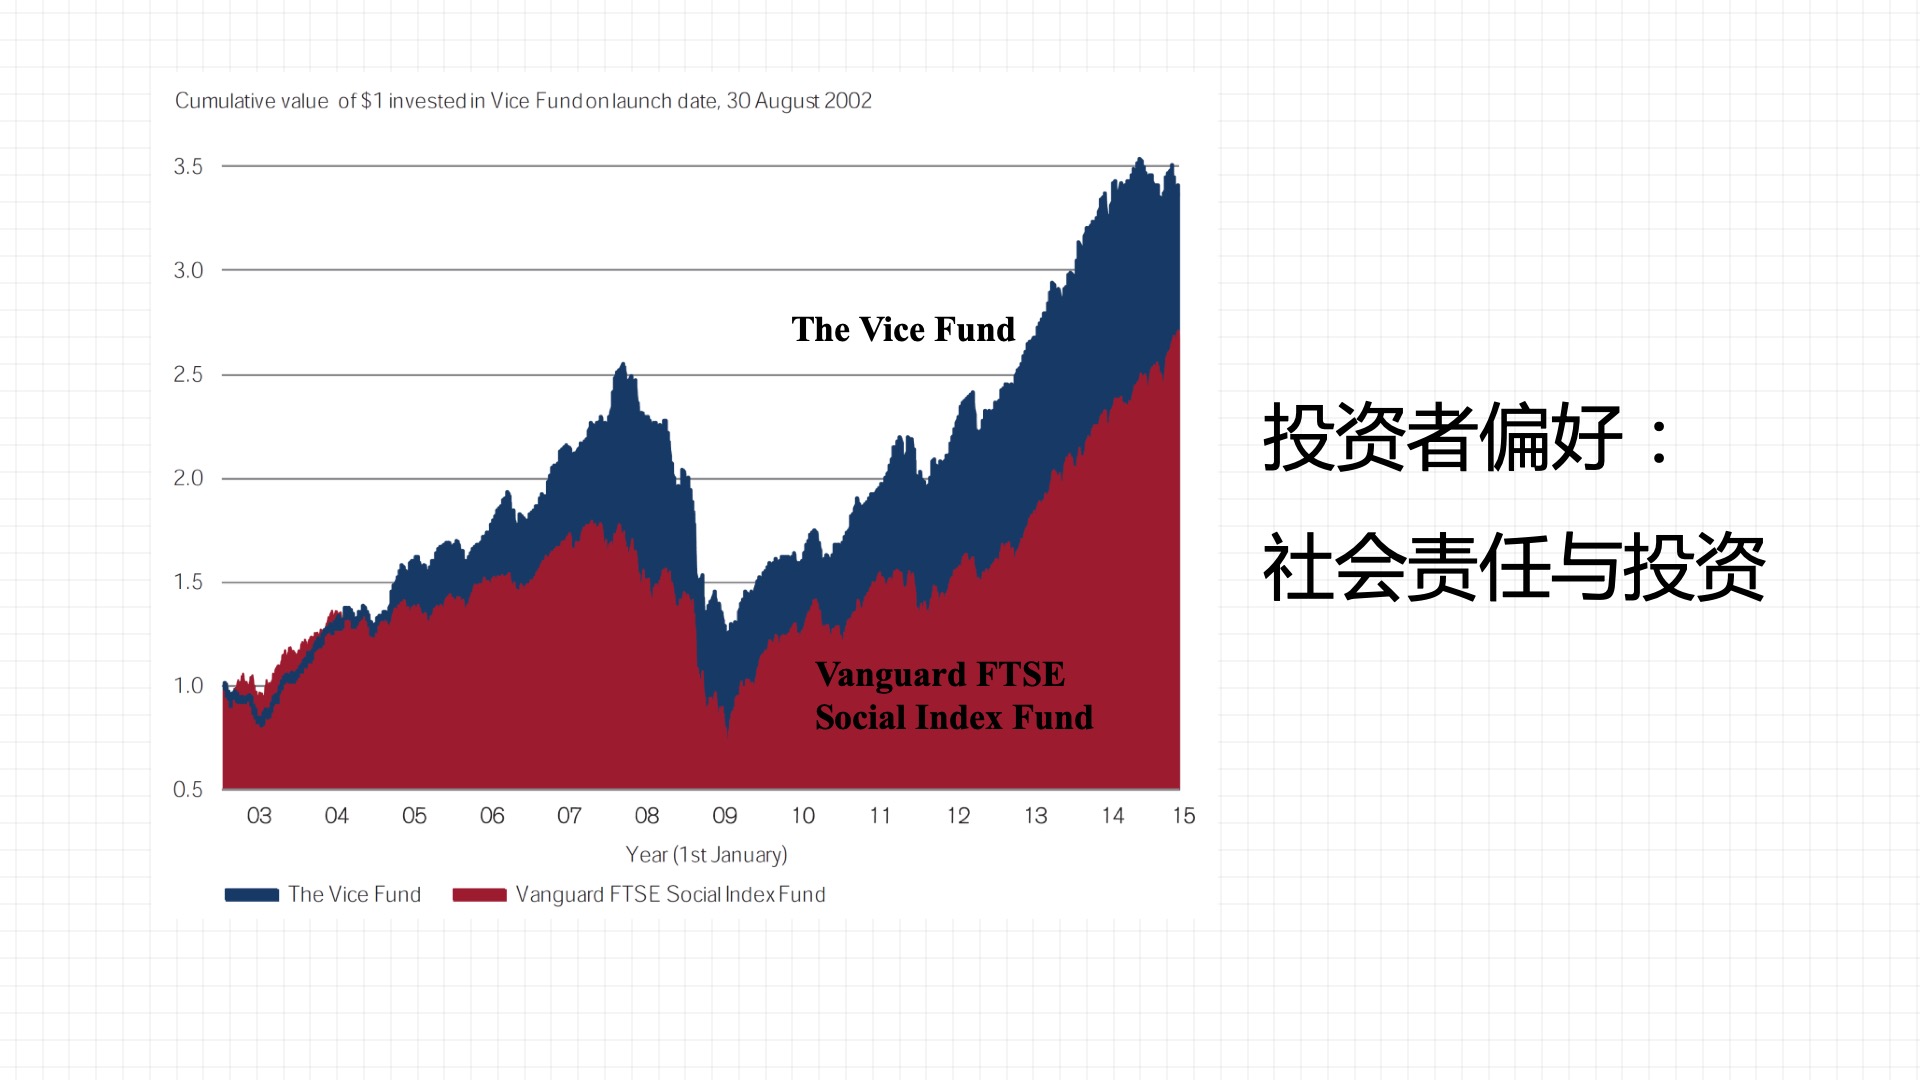 Cumulative value of $1 invested in Vice Fund on launch date, 30 August 2002
3.5
3.0
2.5
2.0
1.5
1.0
0.5
The Vice Fund
Vanguard FTSE
Social Index Fund
03 04 05 06 07 08 09 10 11 12 13 14 15
Year (1st January)
The Vice Fund Vanguard FTSE Social Index Fund
投资者偏好：
社会责任与投资